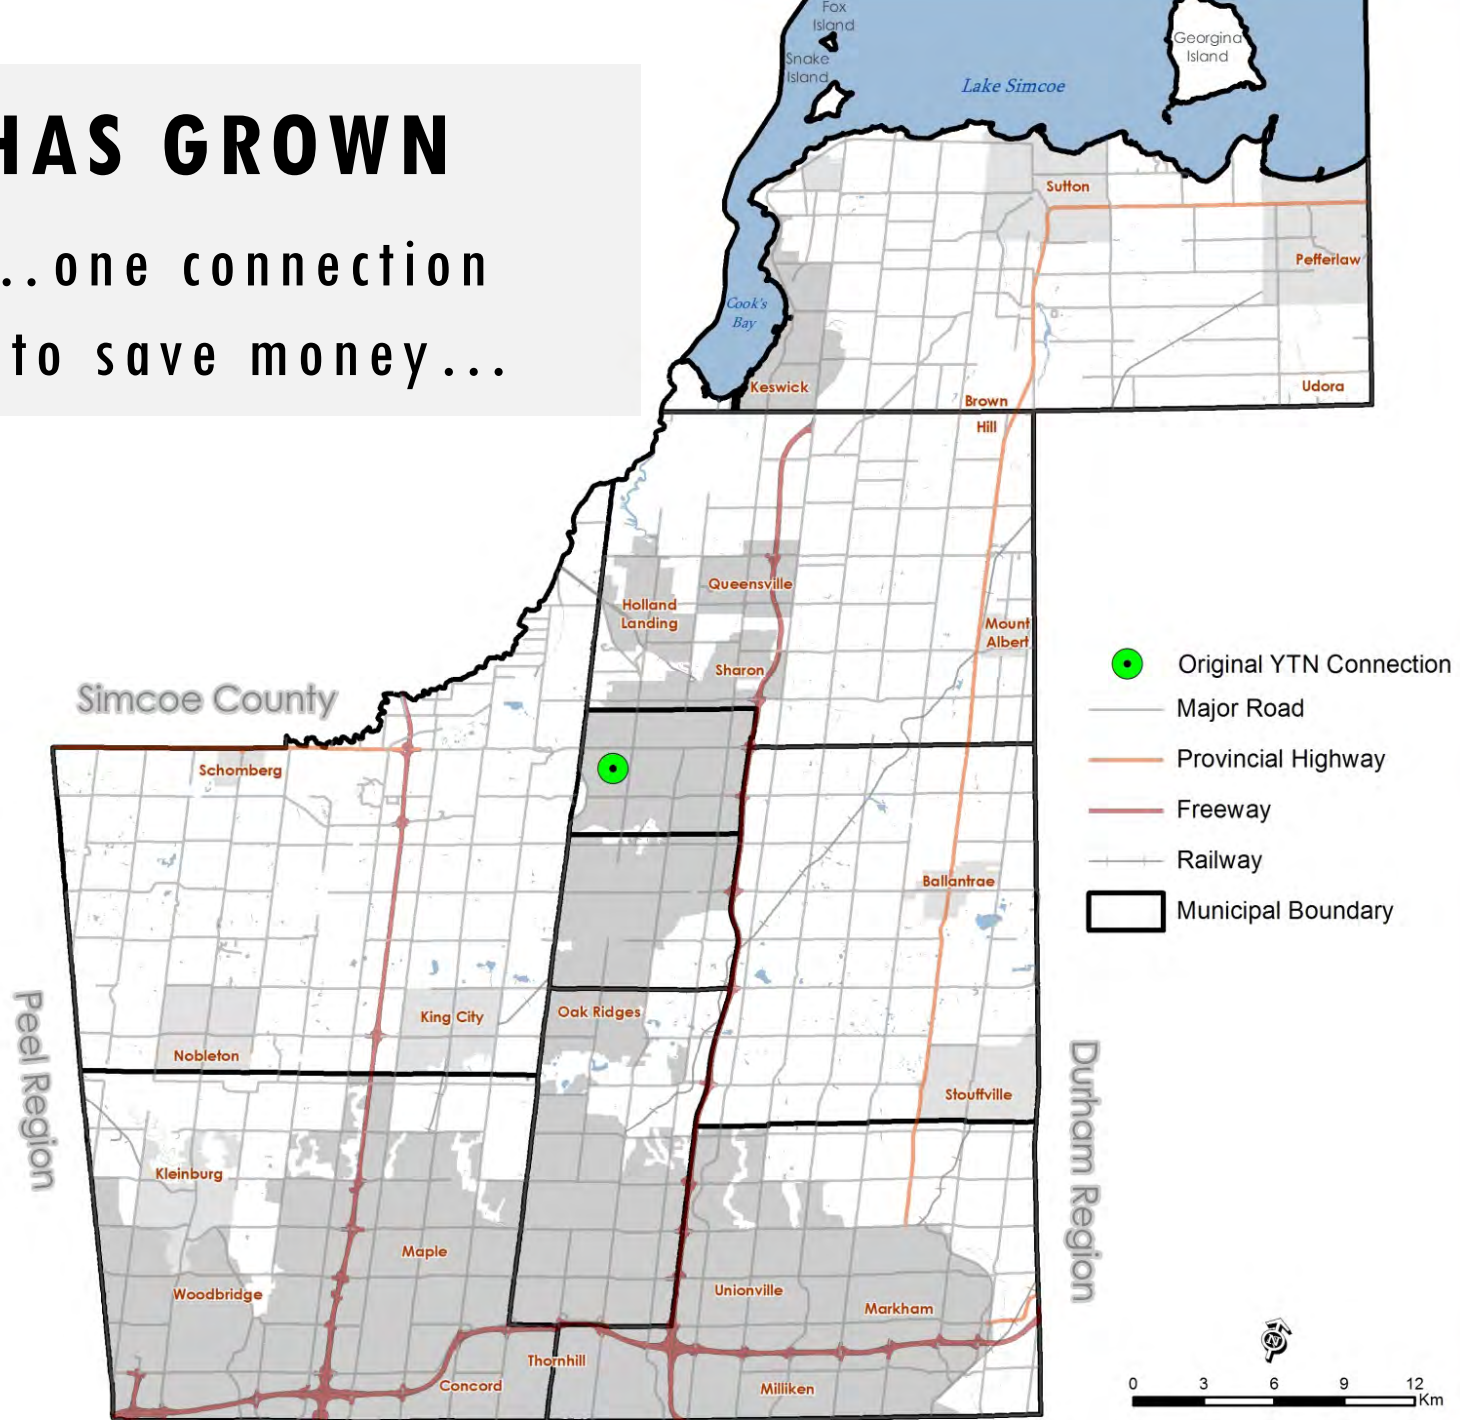 HAS GROWN
..one connection
to save money...
Fox
Island
Snake
Island
Georgina
Island
Lake Simcoe
Sutton
Pefferlaw
Cook's
Bay
Keswick
Udora
Brown
Hill
Queensville
Holland
Landing
Mount
Albert
Sharon
Simcoe County
Schomberg
Ballantrae
King City
Oak Ridges
Nobleton
Peel Region
Stouffville
Durham Region
Kleinburg
Maple
Woodbridge
Unionville
Markham
Thornhill
Concord
Milliken
Original YTN Connection
Major Road
Provincial Highway
Freeway
Railway
Municipal Boundary
N
0 3 6 9 12
Km